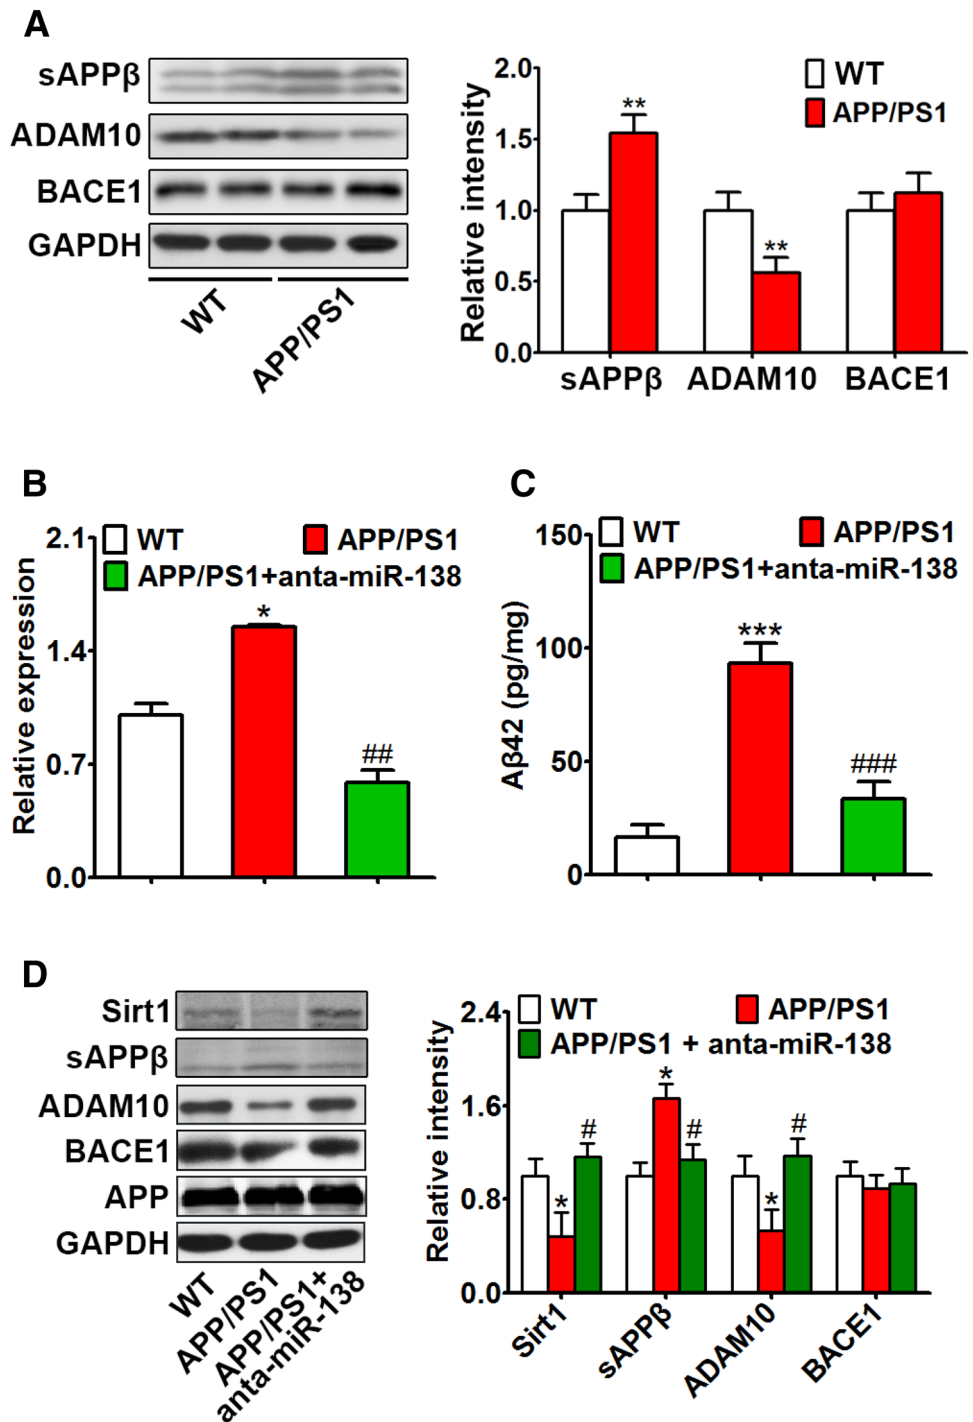 A
sAPPβ
ADAM10
BACE1
GAPDH
WT
APP/PS1
Relative intensity
2.0
1.5
1.0
0.5
0.0
WT
APP/PS1
**
**
sAPPβ ADAM10 BACE1
B
WT APP/PS1
APP/PS1+anta-miR-138
Relative expression
2.1
1.4
0.7
0.0
*
##
C
WT APP/PS1
APP/PS1+anta-miR-138
Aβ42 (pg/mg)
150
100
50
0
***
###
D
Sirt1
sAPPβ
ADAM10
BACE1
APP
GAPDH
WT
APP/PS1
APP/PS1+
anta-miR-138
Relative intensity
2.4
1.6
0.8
0.0
WT APP/PS1
APP/PS1 + anta-miR-138
* # * # * #
Sirt1
sAPPβ
ADAM10
BACE1